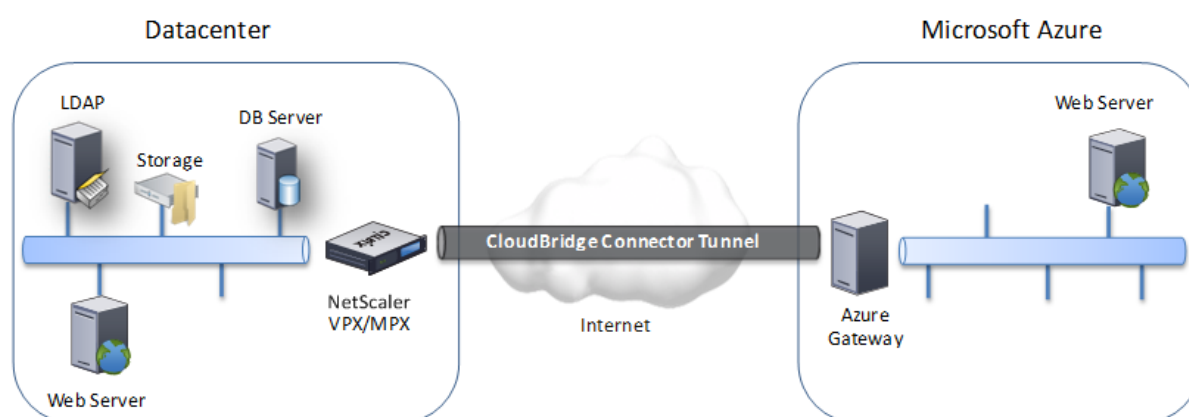 Datacenter
Microsoft Azure
LDAP
DB Server
Storage
Web Server
citrix
CloudBridge Connector Tunnel
NetScaler
VPX/MPX
Internet
Azure
Gateway
Web Server